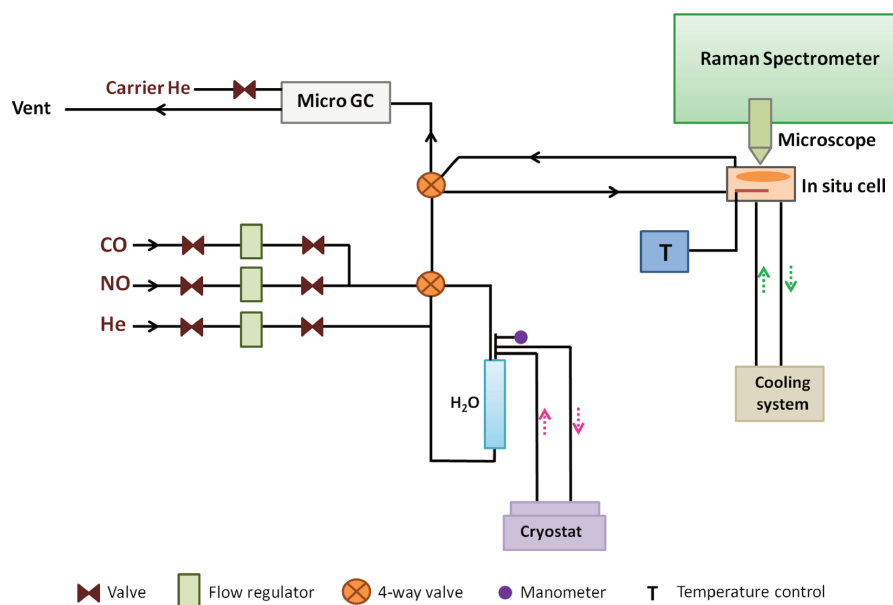 Raman Spectrometer
Carrier He
Micro GC
Vent
Microscope
In situ cell
CO
NO
He
T
H₂O
Cooling
system
Cryostat
Valve
Flow regulator
4-way valve
Manometer
T Temperature control